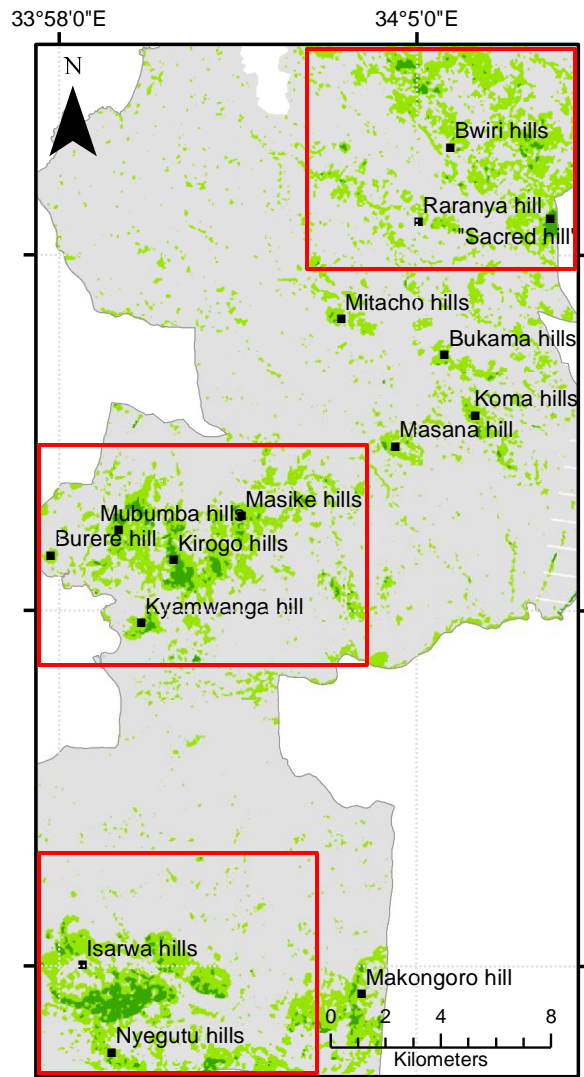 33°58'0"E 34°5'0"E
N
Bwiri hills
Raranya hill
"Sacred hill"
Mitacho hills
Bukama hills
Koma hills
Masana hill
Masike hills
Mubumba hills
Burere hill
Kirogo hills
Kyamwanga hill
Isarwa hills
Makongoro hill
0 4 8
Kilometers
Nyegutu hills